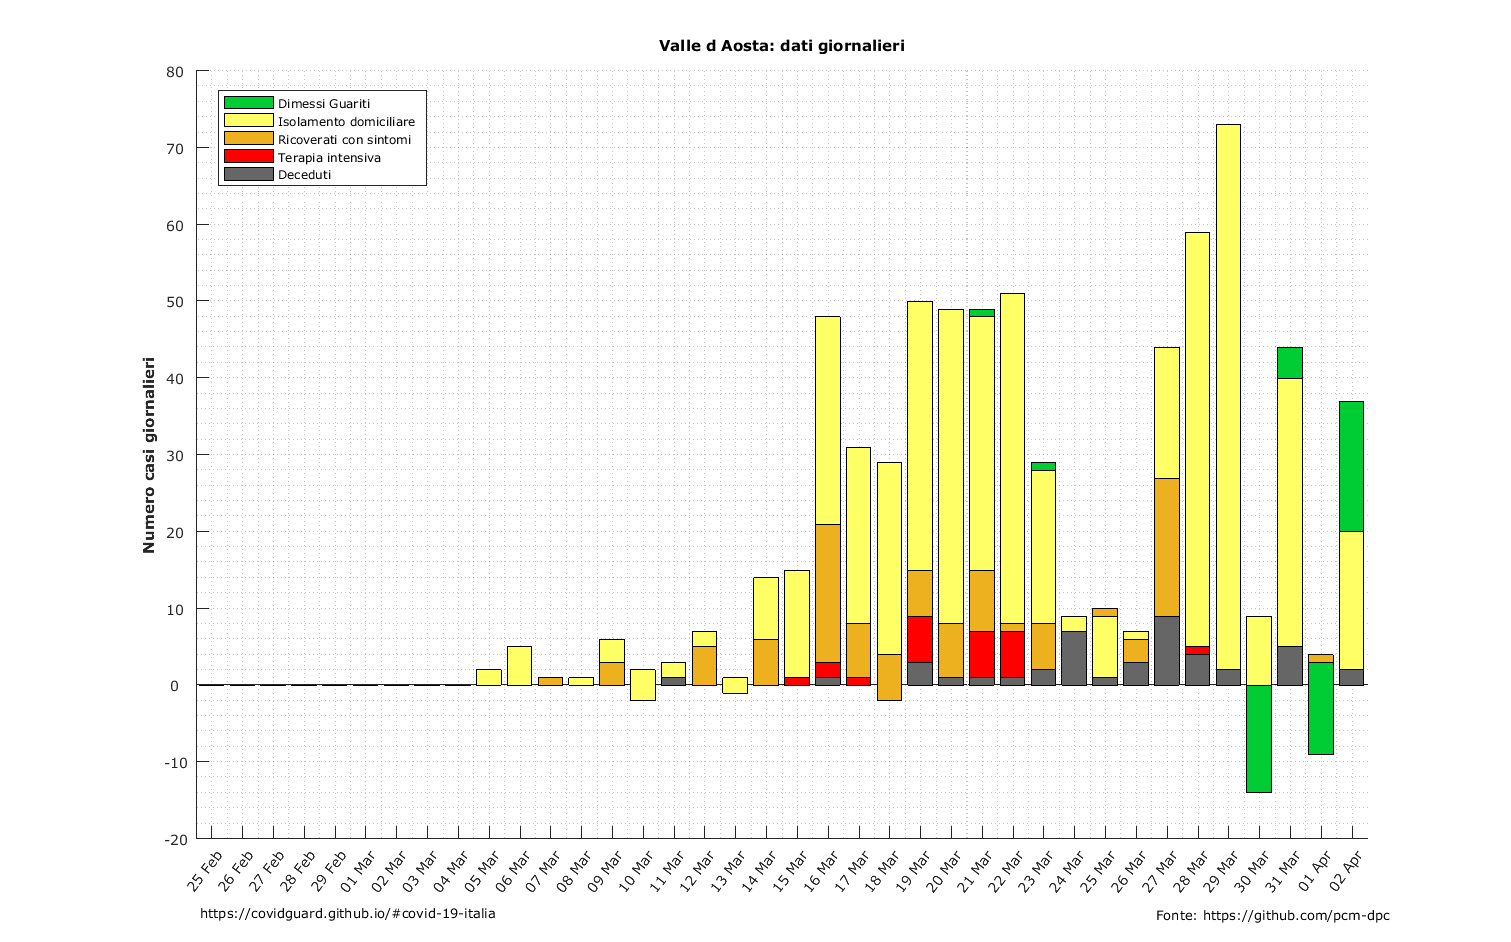 Valle d Aosta: dati giornalieri
80
70
60
50
40
30
20
10
0
-10
-20
Numero casi giornalieri
Dimessi Guariti
Isolamento domiciliare
Ricoverati con sintomi
Terapia intensiva
Deceduti
25 Feb
26 Feb
27 Feb
28 Feb
29 Feb
01 Mar
02 Mar
03 Mar
04 Mar
05 Mar
06 Mar
07 Mar
08 Mar
09 Mar
10 Mar
11 Mar
12 Mar
13 Mar
14 Mar
15 Mar
16 Mar
17 Mar
18 Mar
19 Mar
20 Mar
21 Mar
22 Mar
23 Mar
24 Mar
25 Mar
26 Mar
27 Mar
28 Mar
29 Mar
30 Mar
31 Mar
01 Apr
02 Apr
https://covidguard.github.io/#covid-19-italia
Fonte: https://github.com/pcm-dpc